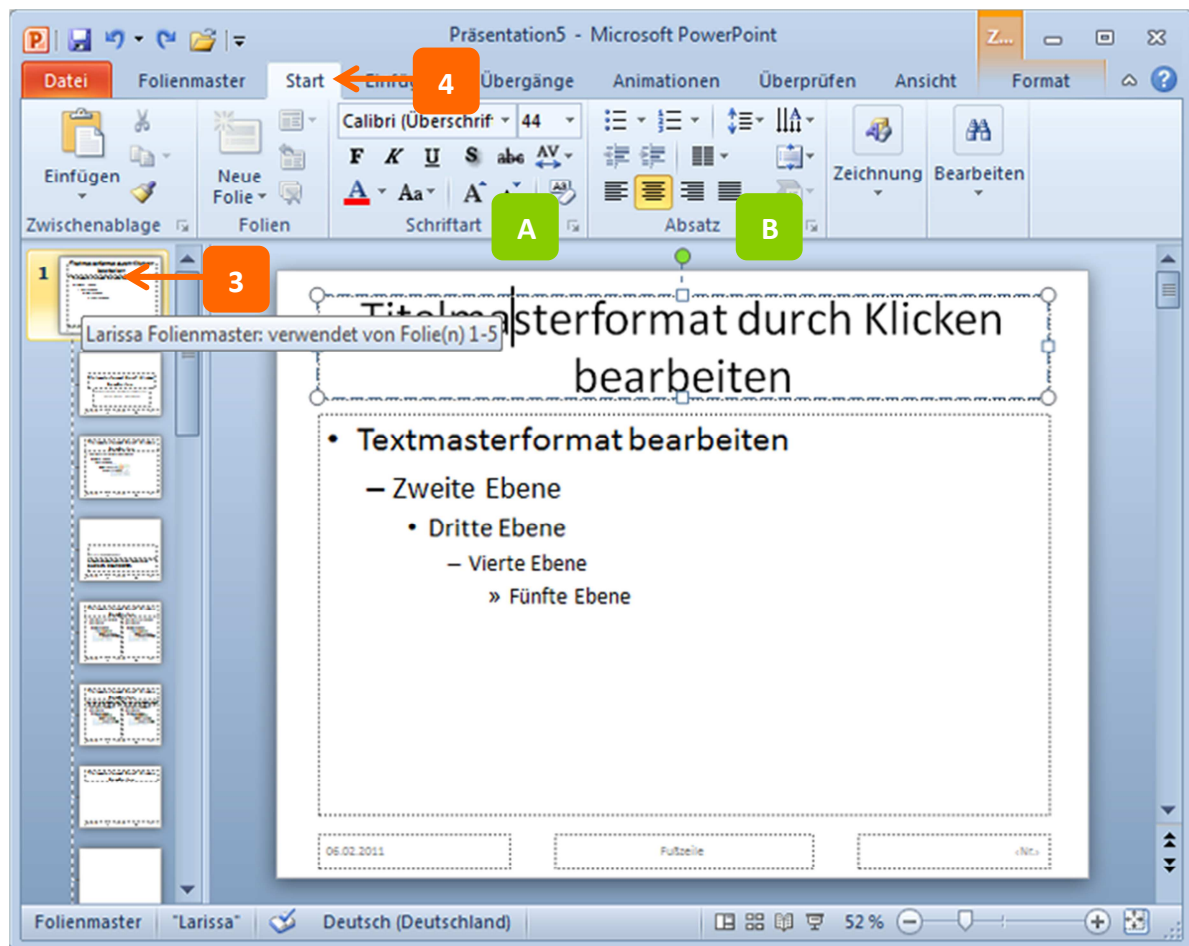 Präsentation5 - Microsoft PowerPoint
Z...
Datei Folienmaster Start Übergänge Animationen Überprüfen Ansicht Format
4
Calibri (Überschrif 44
F K U S abe AV
A Aa A
Einfügen
Neue
Folie
Zeichnung Bearbeiten
Zwischenablage Folien Schriftart Absatz
A
B
1
3
Larissa Folienmaster: verwendet von Folie(n) 1-5
Titelmasterformat durch Klicken
bearbeiten
• Textmasterformat bearbeiten
– Zweite Ebene
• Dritte Ebene
– Vierte Ebene
» Fünfte Ebene
06.02.2011 Fußzeile ‹Nr.›
Folienmaster "Larissa" Deutsch (Deutschland) 52 %